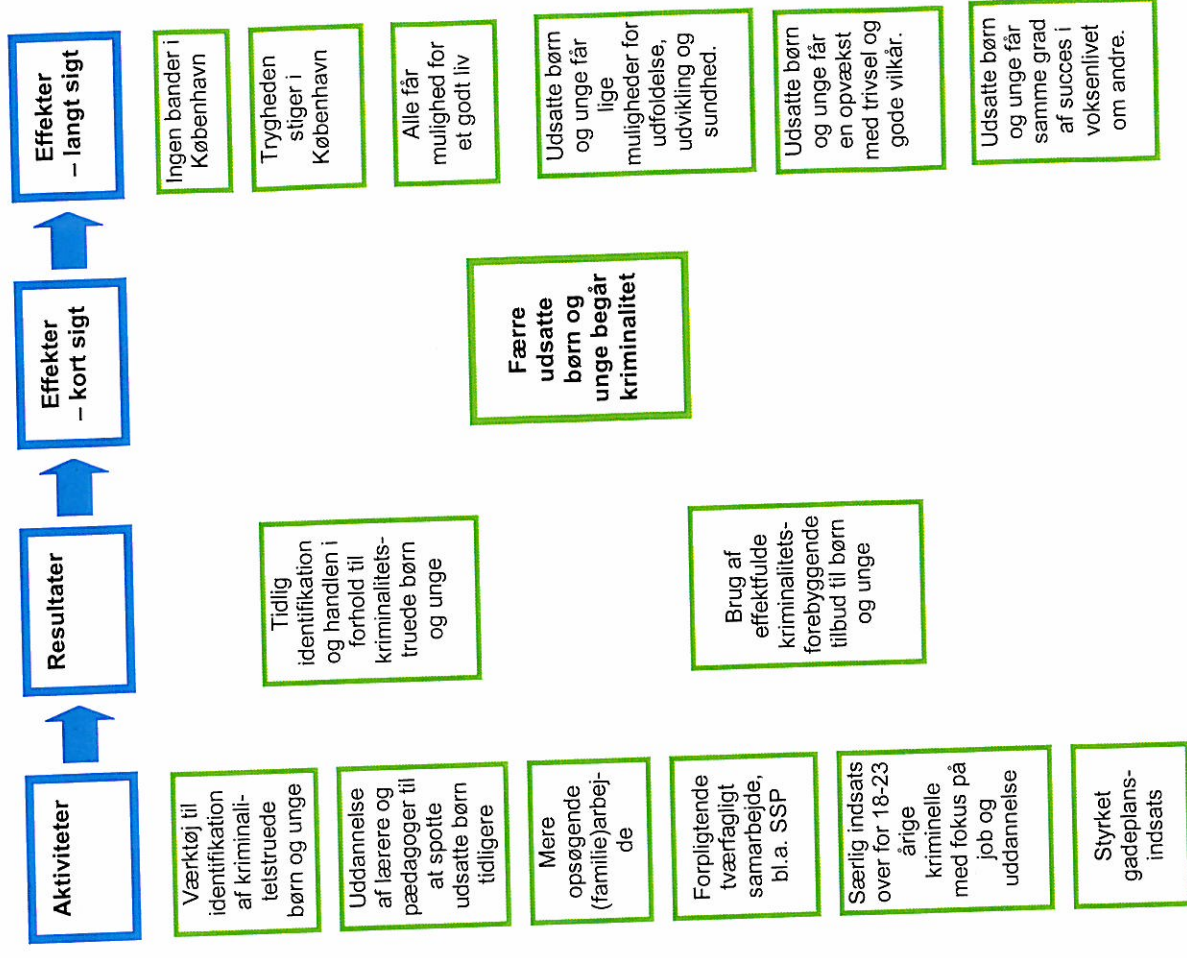 Aktiviteter
Resultater
Effekter
– kort sigt
Effekter
– langt sigt
Værktøj til
identifikation
af kriminali-
telstruede
børn og unge
Uddannelse
af lærere og
pædagoger til
at spotte
udsatte børn
tidligere
Mere
opsøgende
(familie)arbej-
de
Forpligtende
tværfagligt
samarbejde,
bl.a. SSP
Særlig indsats
over for 18-23
årige
kriminelle
med fokus på
job og
uddannelse
Styrket
gadeplans-
indsats
Tidlig
identifikation
og handlen i
forhold til
kriminalitets-
truede børn
og unge
Brug af
effektfulde
kriminalitets-
forebyggende
tilbud til børn
og unge
Færre
udsatte
børn og
unge begår
kriminalitet
Ingen bander i
København
Trygheden
stiger i
København
Alle får
mulighed for
et godt liv
Udsatte børn
og unge får
lige
muligheder for
udfoldelse,
udvikling og
sundhed.
Udsatte børn
og unge får
en opvækst
med trivsel og
gode vilkår.
Udsatte børn
og unge får
samme grad
af succes i
voksenlivet
om andre.